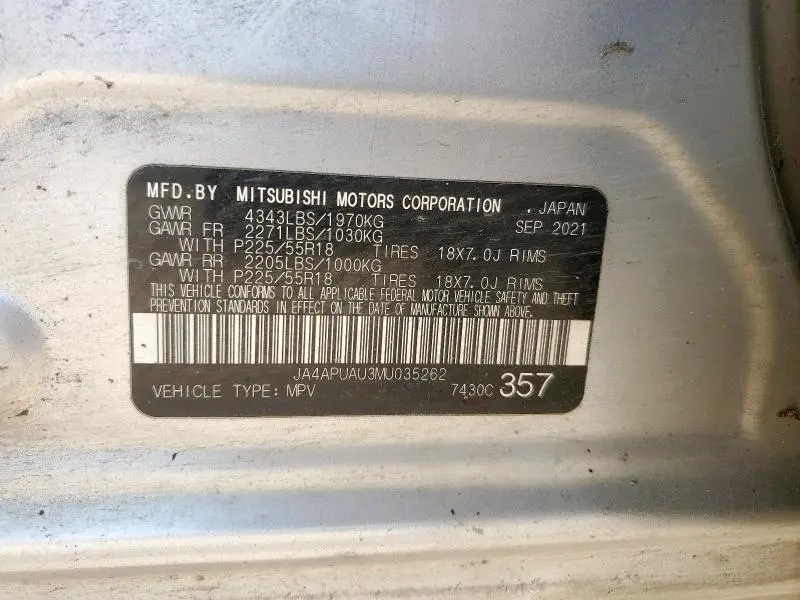 MFD.BY MITSUBISHI MOTORS CORPORATION . JAPAN
GVWR 4343LBS/1970KG SEP 2021
GAWR FR 2271LBS/1030KG
WITH P225/55R18 TIRES 18X7.0J RIMS
GAWR RR 2205LBS/1000KG
WITH P225/55R18 TIRES 18X7.0J RIMS
THIS VEHICLE CONFORMS TO ALL APPLICABLE FEDERAL MOTOR VEHICLE SAFETY AND THEFT
PREVENTION STANDARDS IN EFFECT ON THE DATE OF MANUFACTURE SHOWN ABOVE.
JA4APUAU3MU035262
VEHICLE TYPE: MPV 7430C 357